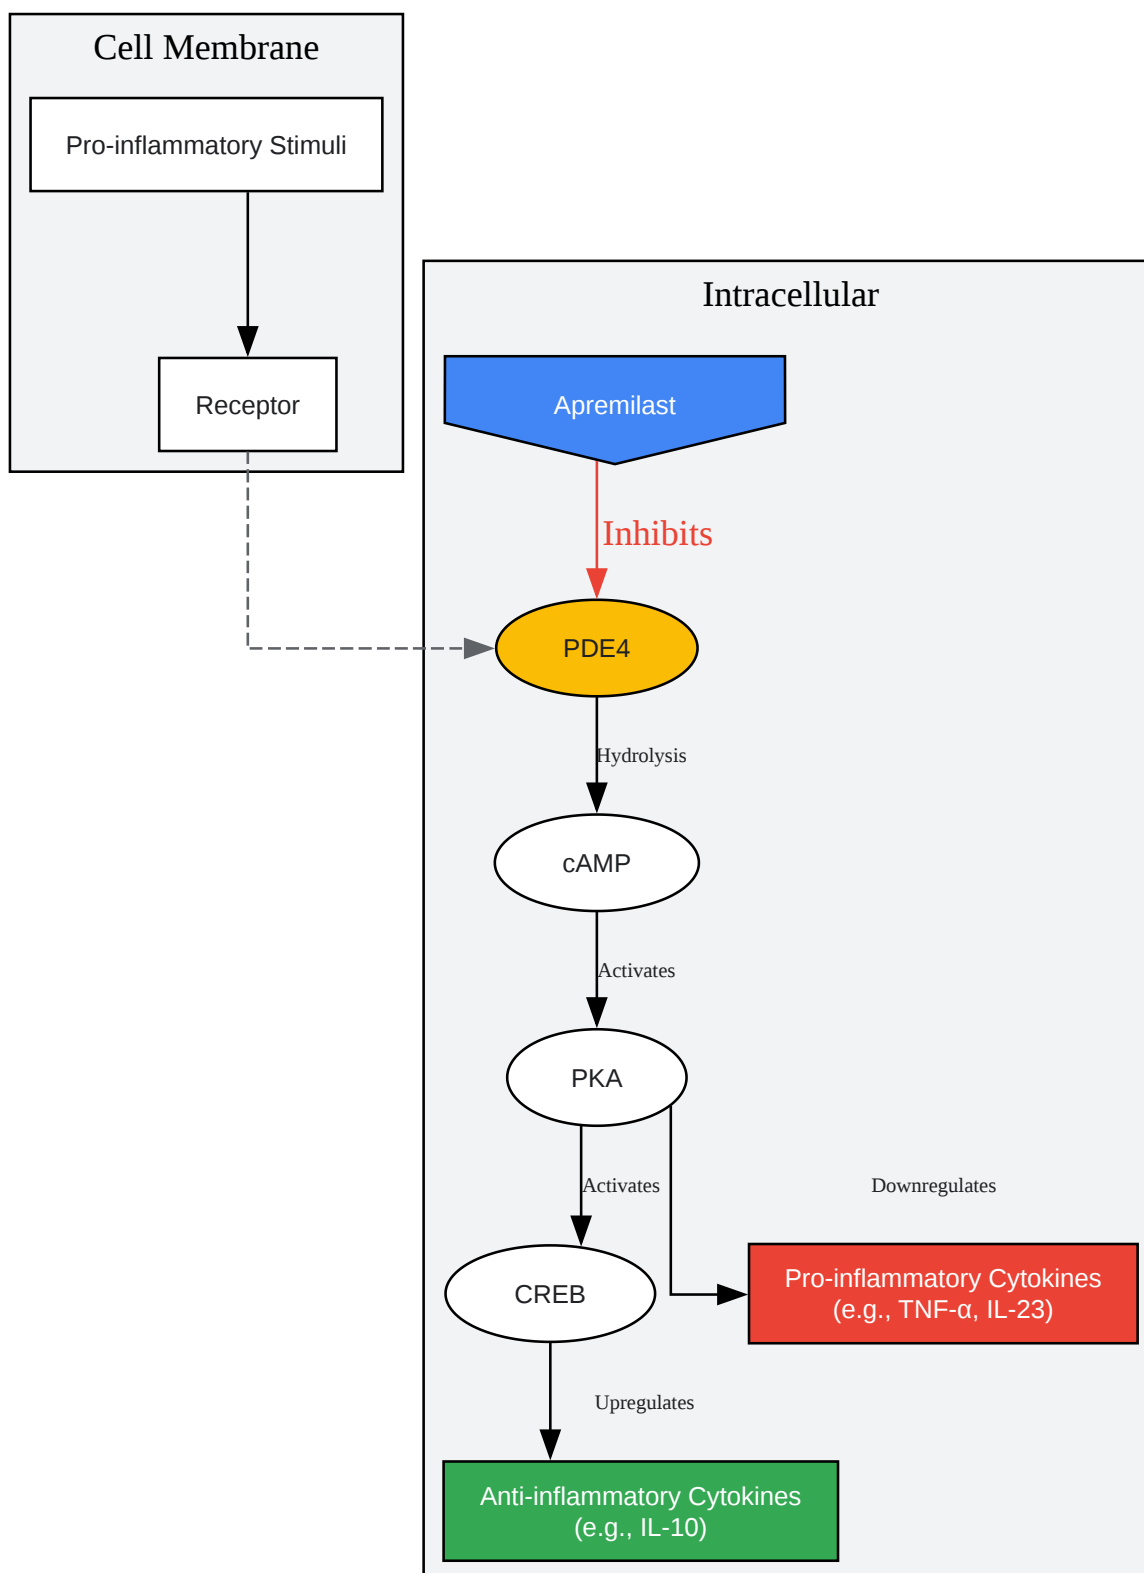 Cell Membrane
Pro-inflammatory Stimuli
Receptor
Intracellular
Apremilast
Inhibits
PDE4
Hydrolysis
cAMP
Activates
PKA
Activates
Downregulates
CREB
Pro-inflammatory Cytokines
(e.g., TNF-α, IL-23)
Upregulates
Anti-inflammatory Cytokines
(e.g., IL-10)